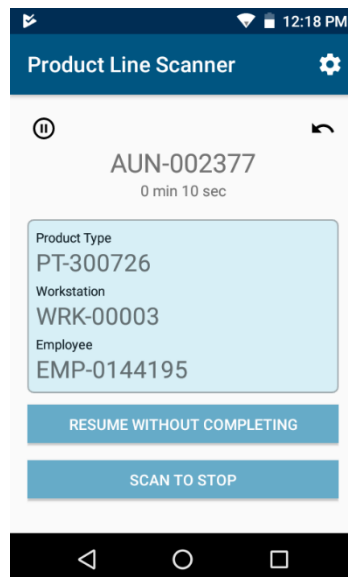 12:18 PM
Product Line Scanner
AUN-002377
0 min 10 sec
Product Type
PT-300726
Workstation
WRK-00003
Employee
EMP-0144195
RESUME WITHOUT COMPLETING
SCAN TO STOP